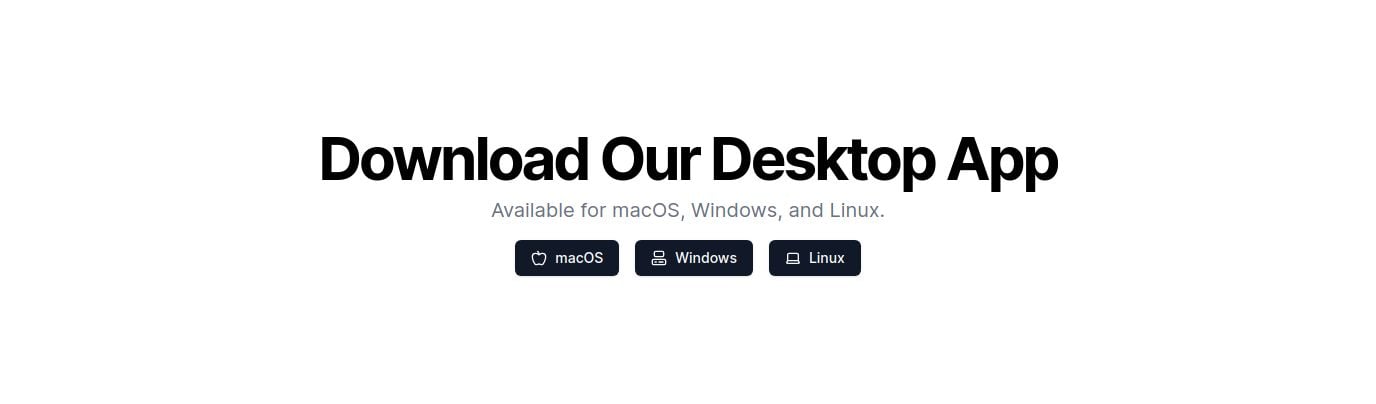 Download Our Desktop App
Available for macOS, Windows, and Linux.
macOS Windows Linux